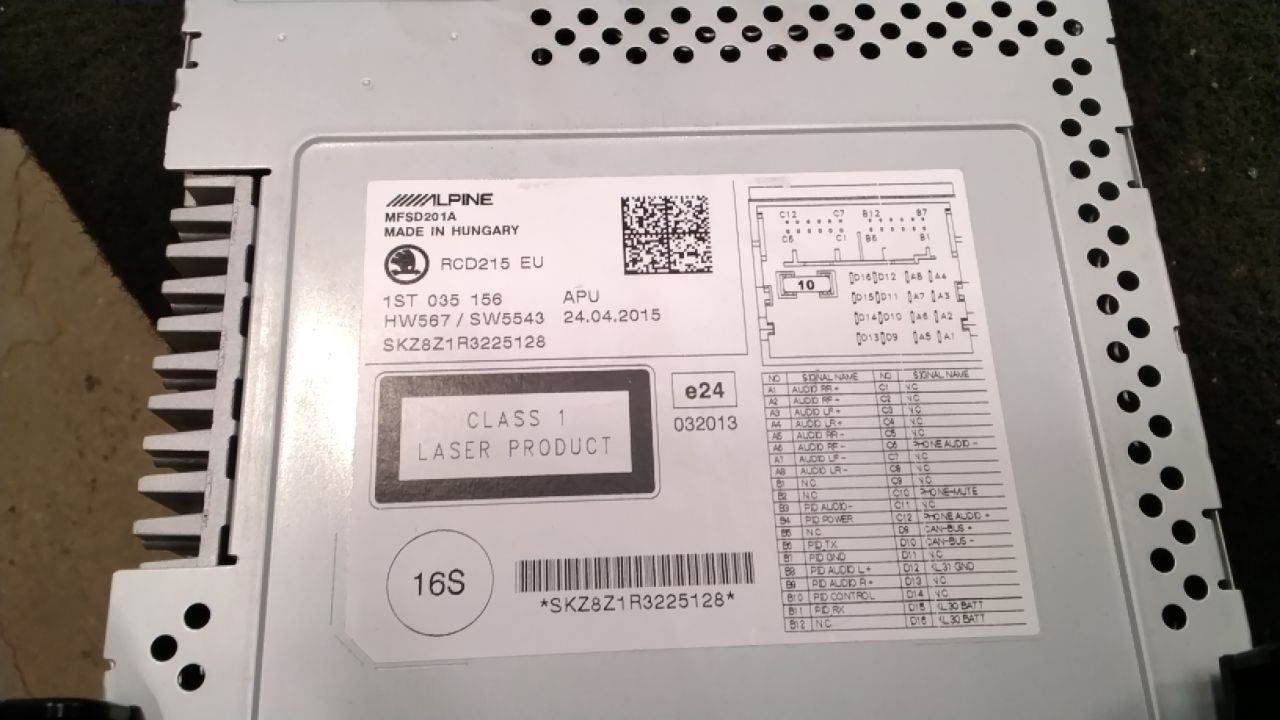 ALPINE
MFSD201A
MADE IN HUNGARY
RCD215 EU
1ST 035 156 APU
HW567 / SW5543 24.04.2015
SKZ8Z1R3225128
CLASS 1
LASER PRODUCT
e24
032013
16S
*SKZ8Z1R3225128*
C12 C7 B12 B7
C6 C1 B6 B1
10
D16 D12 A8 A4
D15 D11 A7 A3
D14 D10 A6 A2
D13 D9 A5 A1
NO SIGNAL NAME NO SIGNAL NAME
A1 AUDIO RR+ C1 N.C
A2 AUDIO RF+ C2 N.C
A3 AUDIO LF+ C3 N.C
A4 AUDIO LR+ C4 N.C
A5 AUDIO RR- C5 N.C
A6 AUDIO RF- C6 PHONE AUDIO-
A7 AUDIO LF- C7 N.C
A8 AUDIO LR- C8 N.C
B1 N.C C9 N.C
B2 N.C C10 PHONE-MUTE
B3 PID AUDIO- C11 N.C
B4 PID POWER C12 PHONE AUDIO+
B5 N.C D9 CAN-BUS+
B6 PID TX D10 CAN-BUS-
B7 PID GND D11 N.C
B8 PID AUDIO L+ D12 KL31 GND
B9 PID AUDIO R+ D13 N.C
B10 PID CONTROL D14 N.C
B11 PID RX D15 KL30 BATT
B12 N.C D16 KL30 BATT